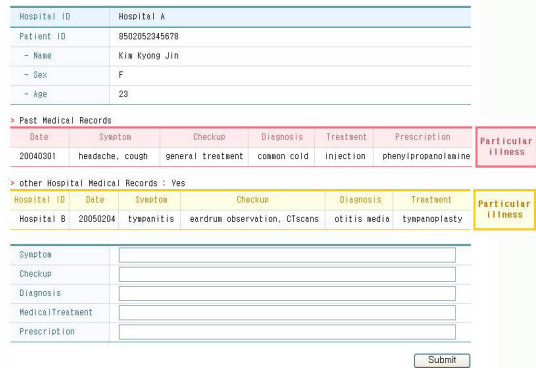 Hospital ID Hospital A
Patient ID 8502052345678
- Name Kim Kyong Jin
- Sex F
- Age 23
> Past Medical Records
Date Symptom Checkup Diagnosis Treatment Prescription
20040301 headache, cough general treatment common cold injection phenylpropanolamine
Particular
illness
> other Hospital Medical Records : Yes
Hospital ID Date Symptom Checkup Diagnosis Treatment
Hospital B 20050204 tympanitis eardrum observation, CTscans otitis media tympanoplasty
Particular
illness
Symptom
Checkup
Diagnosis
MedicalTreatment
Prescription
Submit